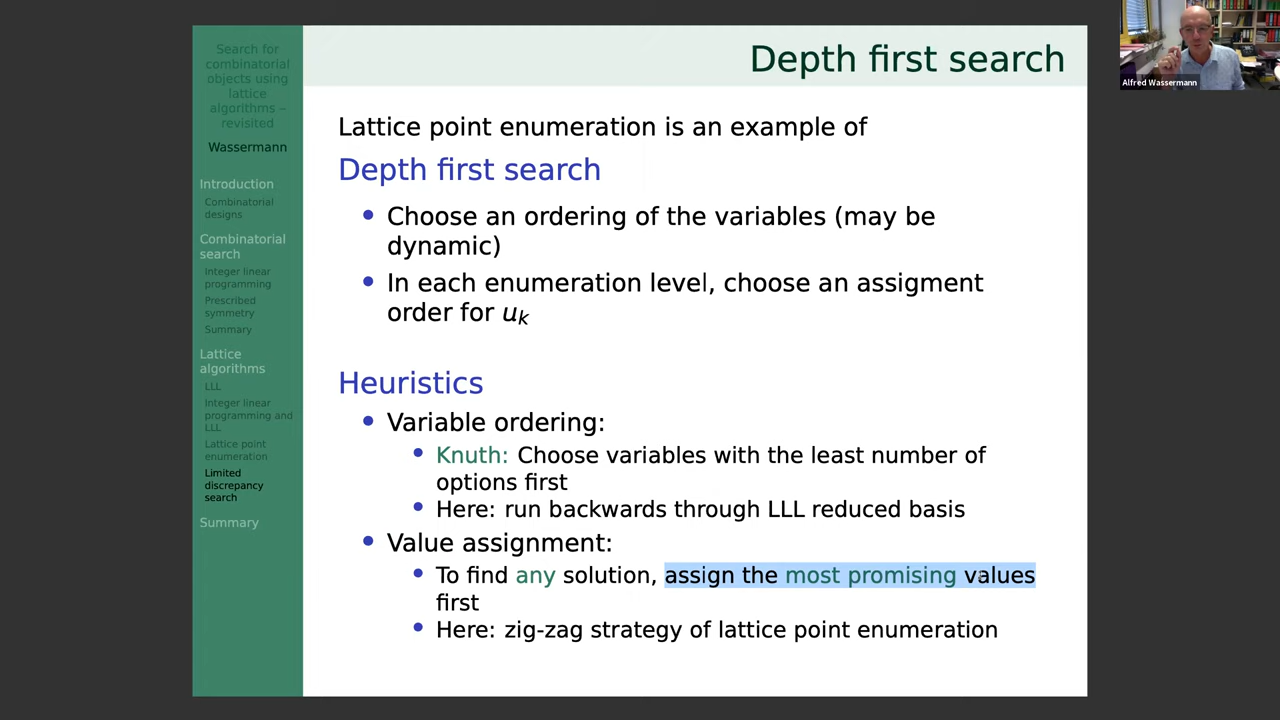 Search for
combinatorial
objects using
lattice
algorithms –
revisited
Wassermann
Introduction
Combinatorial
designs
Combinatorial
search
Integer linear
programming
Prescribed
symmetry
Summary
Lattice
algorithms
LLL
Integer linear
programming and
LLL
Lattice point
enumeration
Limited
discrepancy
search
Summary
Depth first search
Lattice point enumeration is an example of
Depth first search
• Choose an ordering of the variables (may be
dynamic)
• In each enumeration level, choose an assigment
order for uk
Heuristics
• Variable ordering:
• Knuth: Choose variables with the least number of
options first
• Here: run backwards through LLL reduced basis
• Value assignment:
• To find any solution, assign the most promising values
first
• Here: zig-zag strategy of lattice point enumeration
Alfred Wassermann